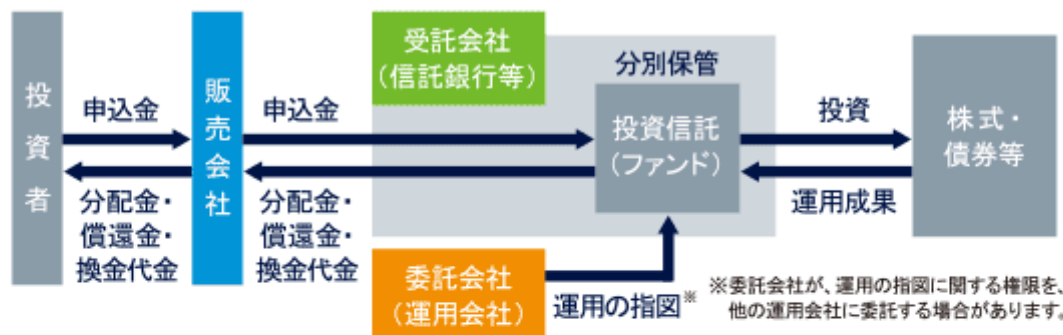 投資者
申込金
分配金・
償還金・
換金代金
販売会社
申込金
分配金・
償還金・
換金代金
受託会社
（信託銀行等）
分別保管
投資信託
（ファンド）
委託会社
（運用会社）
運用の指図※
投資
運用成果
株式・
債券等
※委託会社が、運用の指図に関する権限を、
他の運用会社に委託する場合があります。